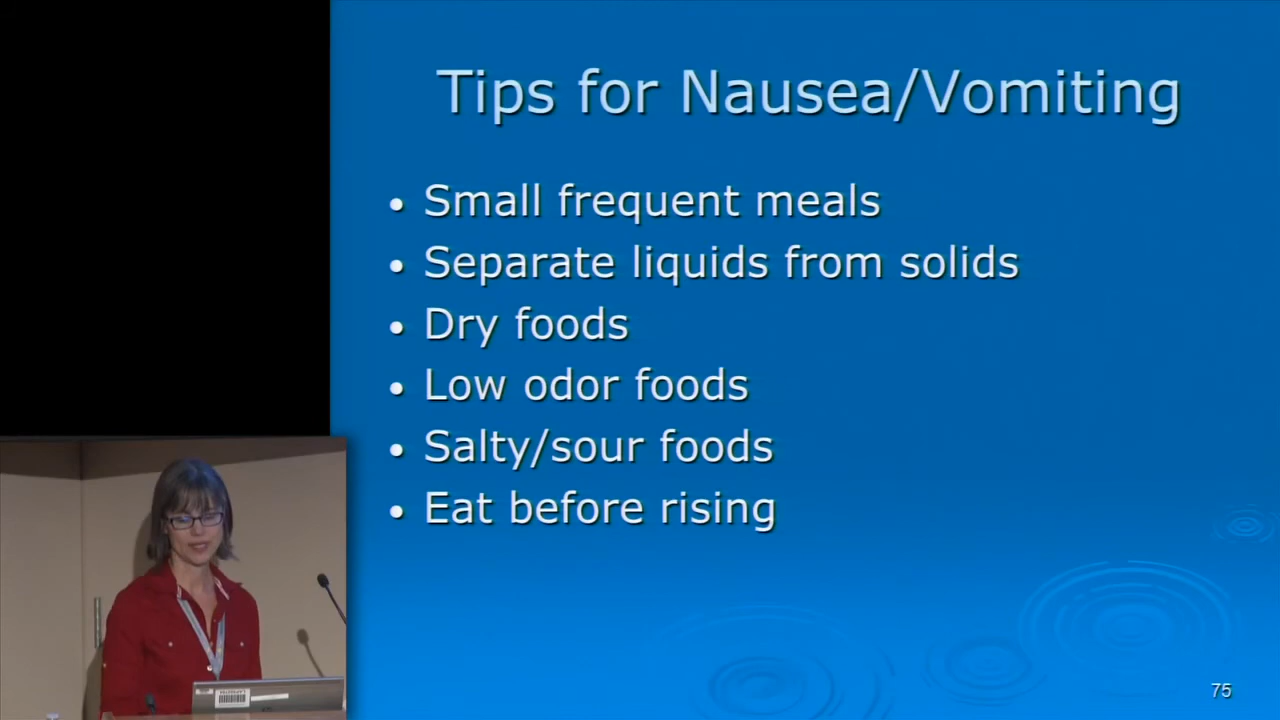 Tips for Nausea/Vomiting
• Small frequent meals
• Separate liquids from solids
• Dry foods
• Low odor foods
• Salty/sour foods
• Eat before rising
75